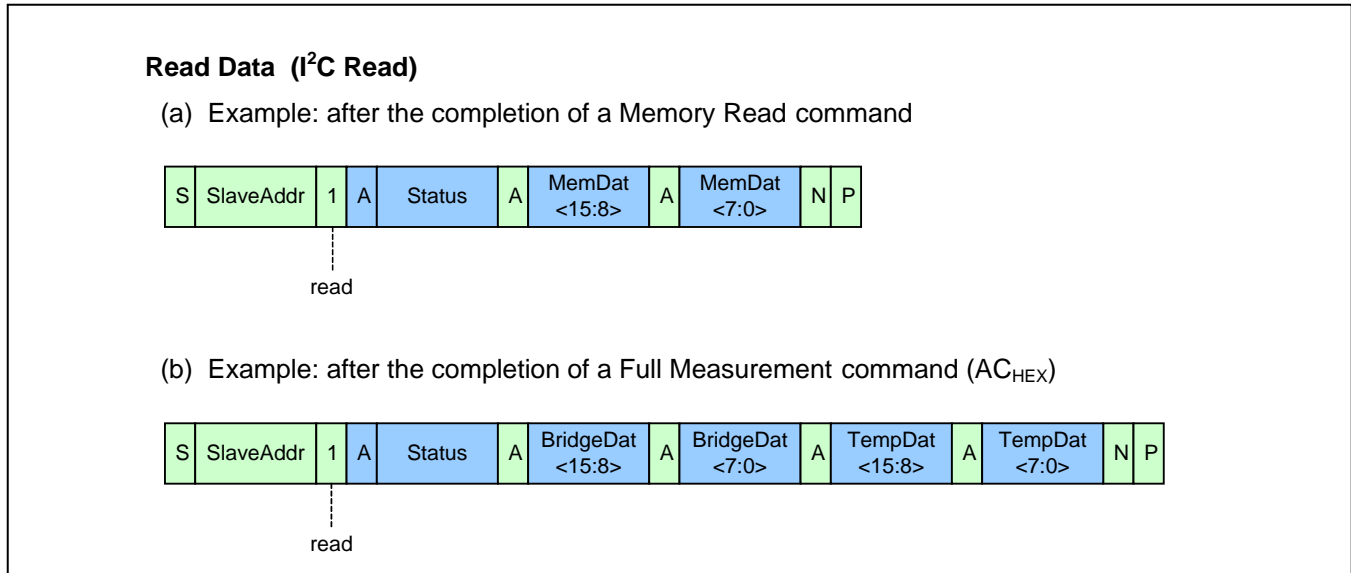 Read Data (I²C Read)
(a) Example: after the completion of a Memory Read command
S SlaveAddr 1 A Status A MemDat <15:8> A MemDat <7:0> N P
read
(b) Example: after the completion of a Full Measurement command (AC_HEX)
S SlaveAddr 1 A Status A BridgeDat <15:8> A BridgeDat <7:0> A TempDat <15:8> A TempDat <7:0> N P
read